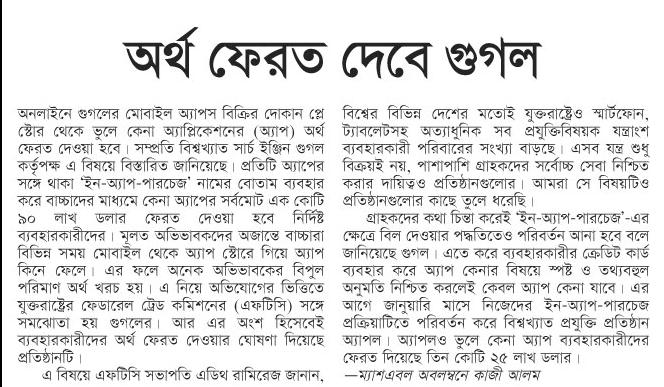 অর্থ ফেরত দেবে গুগল
অনলাইনে গুগলের মোবাইল অ্যাপস বিক্রির দোকান প্লে
স্টোর থেকে ভুলে কেনা অ্যাপ্লিকেশনের (অ্যাপ) অর্থ
ফেরত দেওয়া হবে। সম্প্রতি বিশ্বখ্যাত সার্চ ইঞ্জিন গুগল
কর্তৃপক্ষ এ বিষয়ে বিস্তারিত জানিয়েছে। প্রতিটি অ্যাপের
সঙ্গে থাকা ‘ইন-অ্যাপ-পারচেজ’ নামের বোতাম ব্যবহার
করে বাচ্চাদের মাধ্যমে কেনা অ্যাপের সর্বমোট এক কোটি
৯০ লাখ ডলার ফেরত দেওয়া হবে নির্দিষ্ট
ব্যবহারকারীদের। মূলত অভিভাবকদের অজান্তে বাচ্চারা
বিভিন্ন সময় মোবাইল থেকে অ্যাপ স্টোরে গিয়ে অ্যাপ
কিনে ফেলে। এর ফলে অনেক অভিভাবকের বিপুল
পরিমাণ অর্থ খরচ হয়। এ নিয়ে অভিযোগের ভিত্তিতে
যুক্তরাষ্ট্রের ফেডারেল ট্রেড কমিশনের (এফটিসি) সঙ্গে
সমঝোতা হয় গুগলের। আর এর অংশ হিসেবেই
ব্যবহারকারীদের অর্থ ফেরত দেওয়ার ঘোষণা দিয়েছে
প্রতিষ্ঠানটি।
এ বিষয়ে এফটিসি সভাপতি এডিথ রামিরেজ জানান,
বিশ্বের বিভিন্ন দেশের মতোই যুক্তরাষ্ট্রেও স্মার্টফোন,
ট্যাবলেটসহ অত্যাধুনিক সব প্রযুক্তিবিষয়ক যন্ত্রাংশ
ব্যবহারকারী পরিবারের সংখ্যা বাড়ছে। এসব যন্ত্র শুধু
বিক্রয়ই নয়, পাশাপাশি গ্রাহকদের সর্বোচ্চ সেবা নিশ্চিত
করার দায়িত্বও প্রতিষ্ঠানগুলোর। আমরা সে বিষয়টিও
প্রতিষ্ঠানগুলোর কাছে তুলে ধরেছি।
গ্রাহকদের কথা চিন্তা করেই ‘ইন-অ্যাপ-পারচেজ’-এর
ক্ষেত্রে বিল দেওয়ার পদ্ধতিতেও পরিবর্তন আনা হবে বলে
জানিয়েছে গুগল। এতে করে ব্যবহারকারীর ক্রেডিট কার্ড
ব্যবহার করে অ্যাপ কেনার বিষয়ে স্পষ্ট ও তথ্যবহুল
অনুমতি নিশ্চিত করলেই কেবল অ্যাপ কেনা যাবে। এর
আগে জানুয়ারি মাসে নিজেদের ইন-অ্যাপ-পারচেজ
প্রক্রিয়াটিতে পরিবর্তন করে বিশ্বখ্যাত প্রযুক্তি প্রতিষ্ঠান
অ্যাপল। অ্যাপলও ভুলে কেনা অ্যাপ ব্যবহারকারীদের
ফেরত দিয়েছে তিন কোটি ২৫ লাখ ডলার।
—ম্যাশএবল অবলম্বনে কাজী আলম